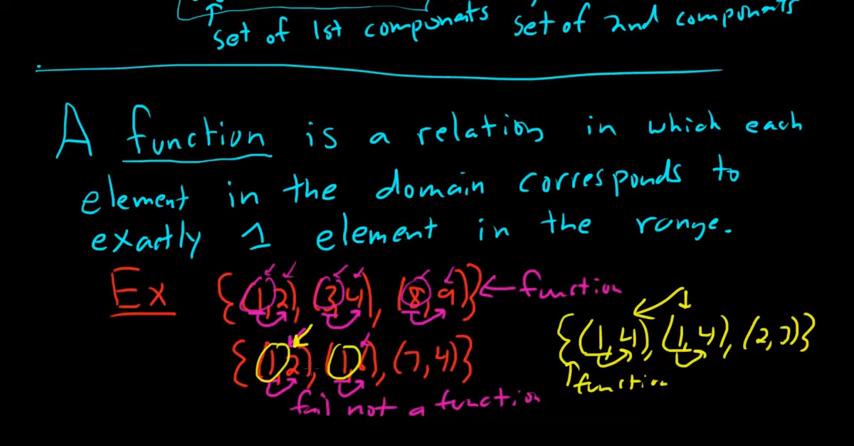 set of 1st components set of 2nd components
A function is a relation in which each
element in the domain corresponds to
exactly 1 element in the range.
Ex {(1,2), (3,4), (8,9)} ← function
{(1,2), (1, ), (7,4)}
fail not a function
{(1,4), (1,4), (2,7)}
function